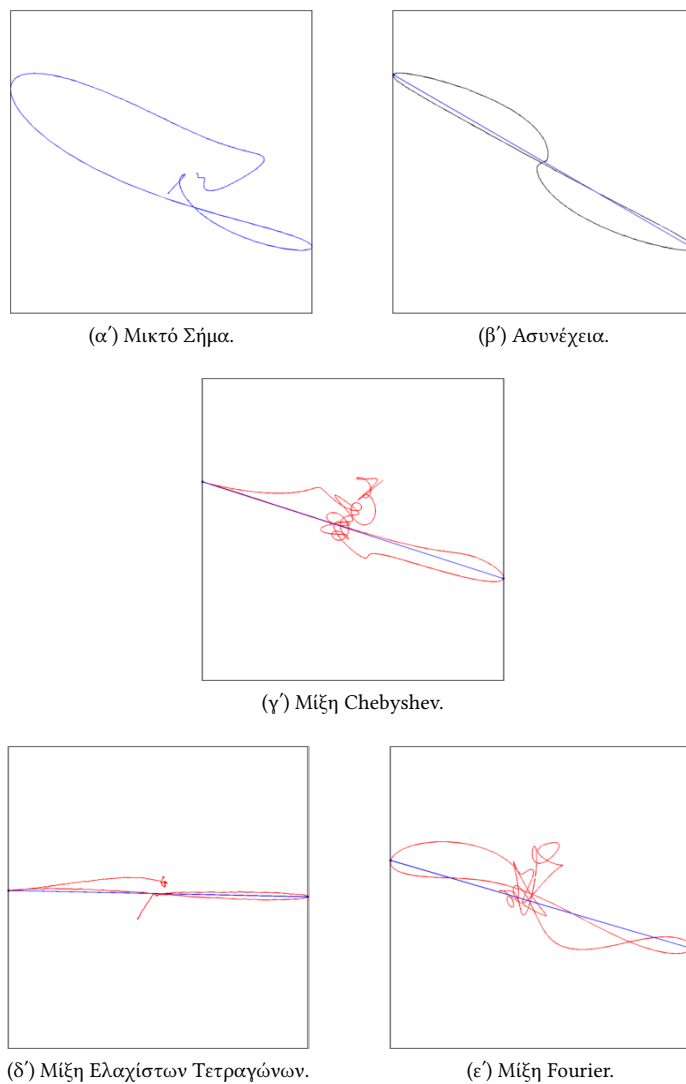 (α′) Μικτό Σήμα.
(β′) Ασυνέχεια.
(γ′) Μίξη Chebyshev.
(δ′) Μίξη Ελαχίστων Τετραγώνων.
(ε′) Μίξη Fourier.